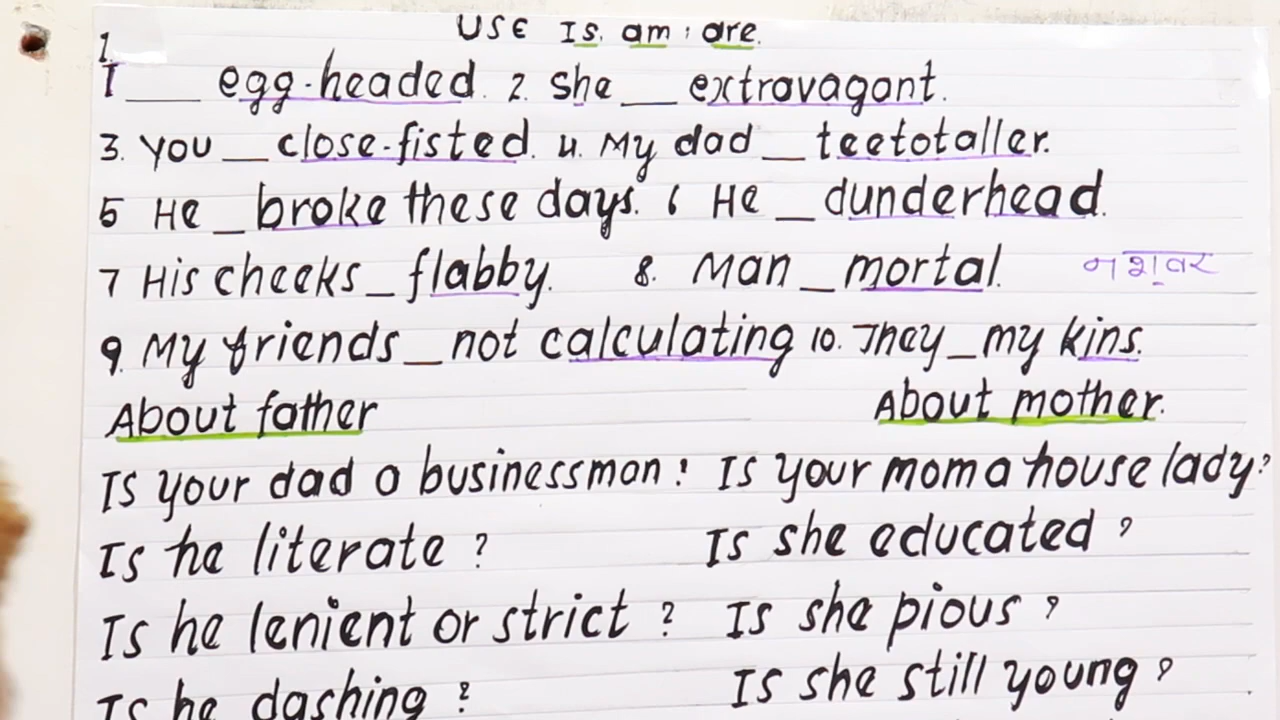 USE Is. am, are.
1.
I ___ egg-headed. 2. she __ extravagant.
3. you __ close-fisted. 4. My dad __ teetotaller.
5 He _ broke these days. 6 He _ dunderhead.
7 His cheeks _ flabby. 8. Man _ mortal. नश्वर
9. My friends _ not calculating 10. They _ my kins.
About father About mother.
Is your dad a businessman? Is your mom a house lady?
Is he literate? Is she educated?
Is he lenient or strict? Is she pious?
Is he dashing? Is she still young?